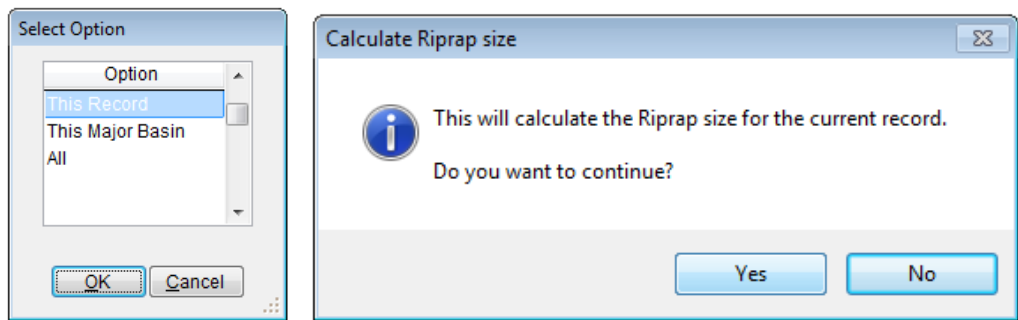 Select Option
Option
This Record
This Major Basin
All
OK
Cancel
Calculate Riprap size
This will calculate the Riprap size for the current record.
Do you want to continue?
Yes
No